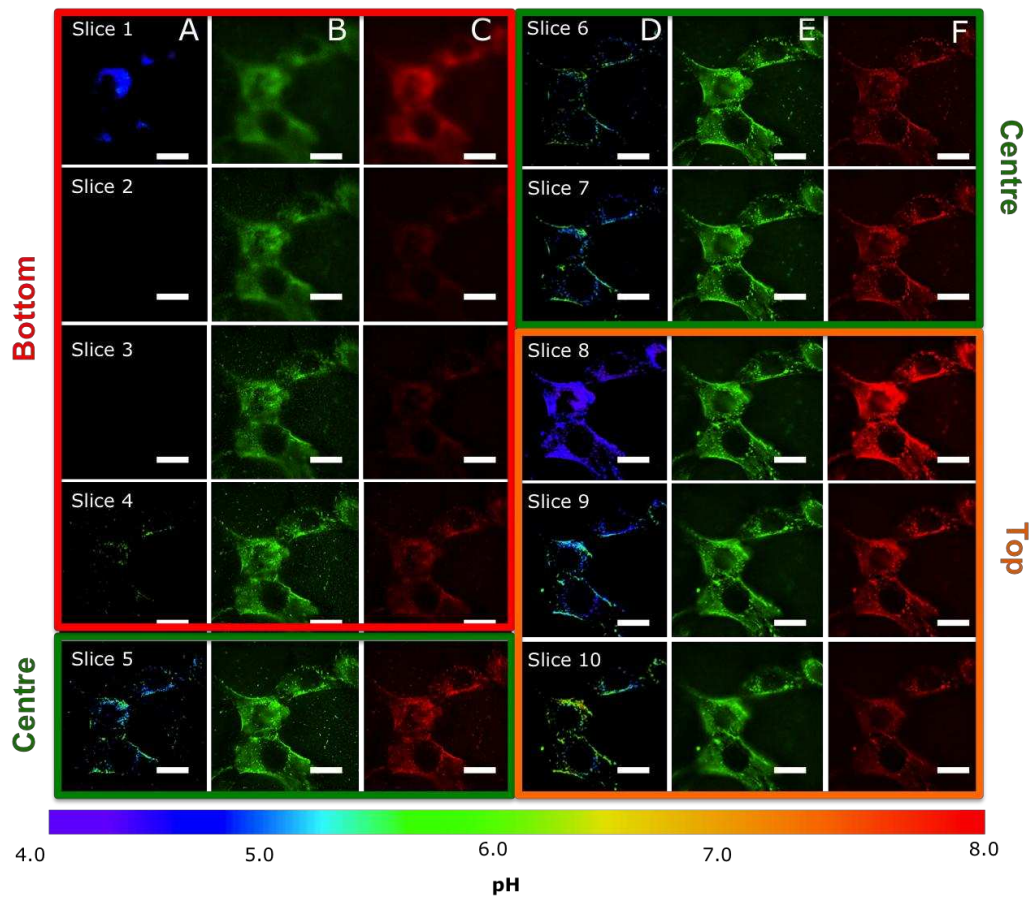 Slice 1
A
B
C
Slice 2
Slice 3
Slice 4
Bottom
Slice 5
Centre
Slice 6
D
E
F
Slice 7
Centre
Slice 8
Slice 9
Slice 10
Top
4.0 5.0 6.0 7.0 8.0
pH